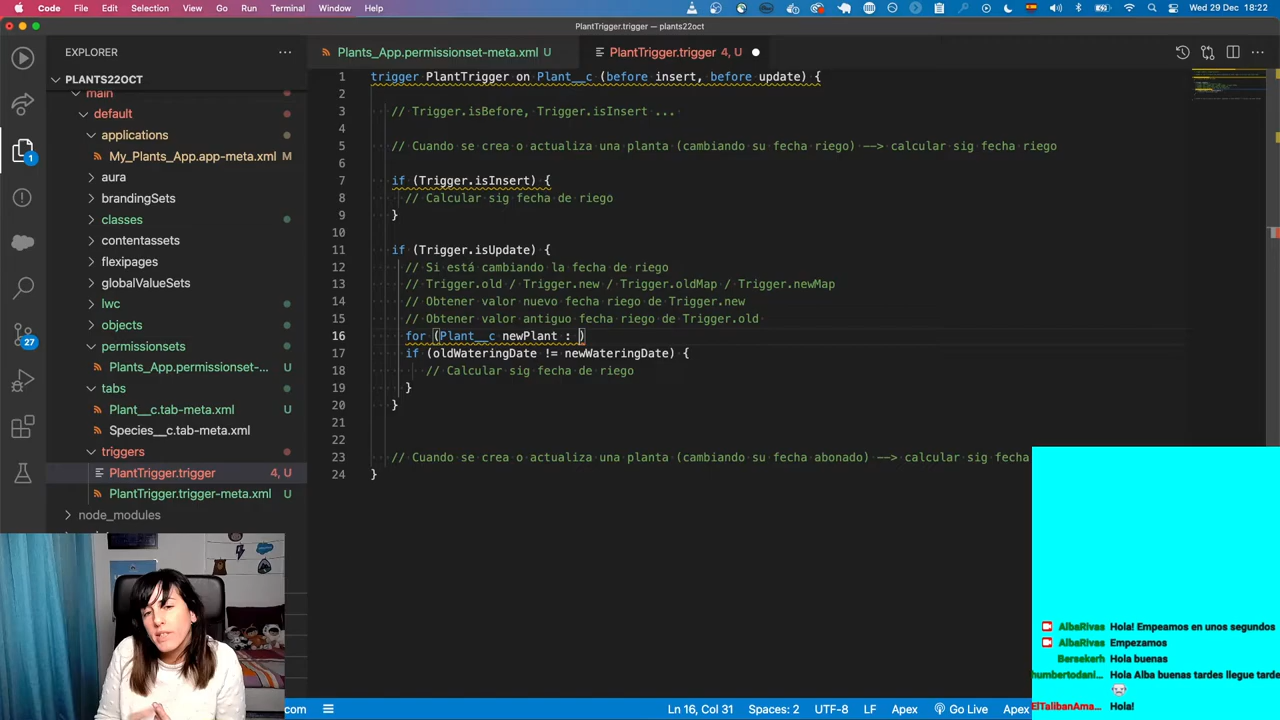 Code File Edit Selection View Go Run Terminal Window Help Wed 29 Dec 18:22
PlantTrigger.trigger — plants22oct
EXPLORER ...
Plants_App.permissionset-meta.xml U
PlantTrigger.trigger 4, U
PLANTS22OCT
main
default
applications
My_Plants_App.app-meta.xml M
aura
brandingSets
classes
contentassets
flexipages
globalValueSets
lwc
objects
permissionsets
Plants_App.permissionset-... U
tabs
Plant__c.tab-meta.xml U
Species__c.tab-meta.xml
triggers
PlantTrigger.trigger 4, U
PlantTrigger.trigger-meta.xml U
node_modules
1
27
1 trigger PlantTrigger on Plant__c (before insert, before update) {
2
3 // Trigger.isBefore, Trigger.isInsert ...
4
5 // Cuando se crea o actualiza una planta (cambiando su fecha riego) --> calcular sig fecha riego
6
7 if (Trigger.isInsert) {
8 // Calcular sig fecha de riego
9 }
10
11 if (Trigger.isUpdate) {
12 // Si está cambiando la fecha de riego
13 // Trigger.old / Trigger.new / Trigger.oldMap / Trigger.newMap
14 // Obtener valor nuevo fecha riego de Trigger.new
15 // Obtener valor antiguo fecha riego de Trigger.old
16 for (Plant__c newPlant : )
17 if (oldWateringDate != newWateringDate) {
18 // Calcular sig fecha de riego
19 }
20 }
21
22
23 // Cuando se crea o actualiza una planta (cambiando su fecha abonado) --> calcular sig fecha
24 }
AlbaRivas Hola! Empeamos en unos segundos
AlbaRivas Empezamos
Bersekerh Hola buenas
humbertodani... Hola Alba buenas tardes llegue tarde
ElTalibanAma... Hola!
.com
Ln 16, Col 31 Spaces: 2 UTF-8 LF Apex Go Live Apex